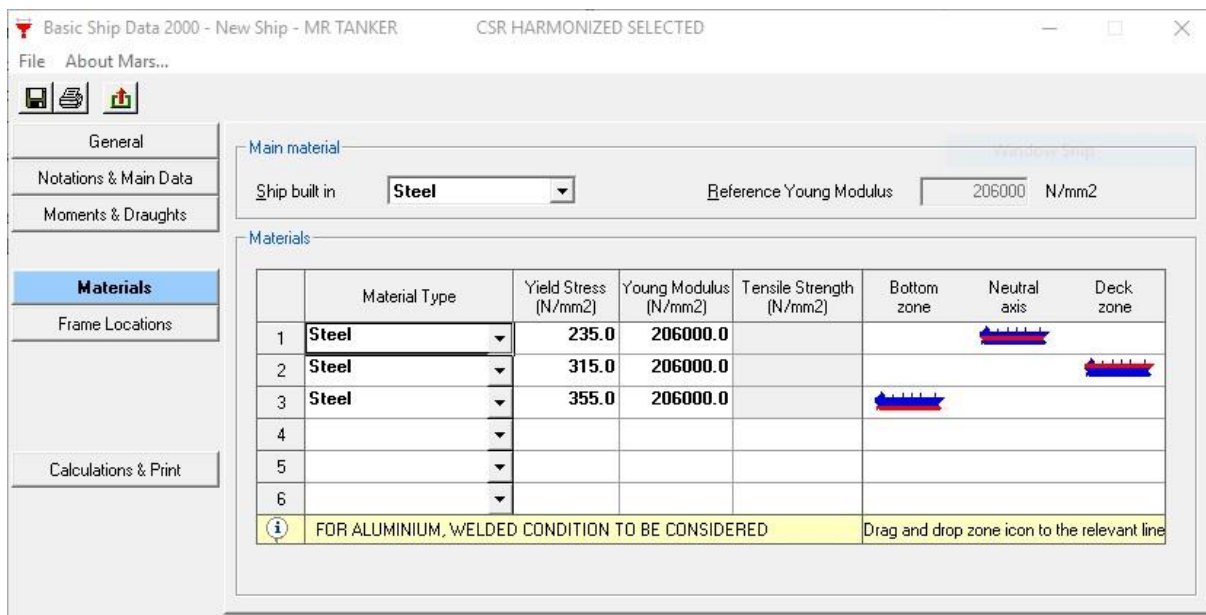 Basic Ship Data 2000 - New Ship - MR TANKER CSR HARMONIZED SELECTED
File About Mars...
General
Notations & Main Data
Moments & Draughts
Materials
Frame Locations
Calculations & Print
Main material
Window Snip
Ship built in Steel Reference Young Modulus 206000 N/mm2
Materials
Material Type Yield Stress (N/mm2) Young Modulus (N/mm2) Tensile Strength (N/mm2) Bottom zone Neutral axis Deck zone
1 Steel 235.0 206000.0
2 Steel 315.0 206000.0
3 Steel 355.0 206000.0
4
5
6
FOR ALUMINIUM, WELDED CONDITION TO BE CONSIDERED Drag and drop zone icon to the relevant line